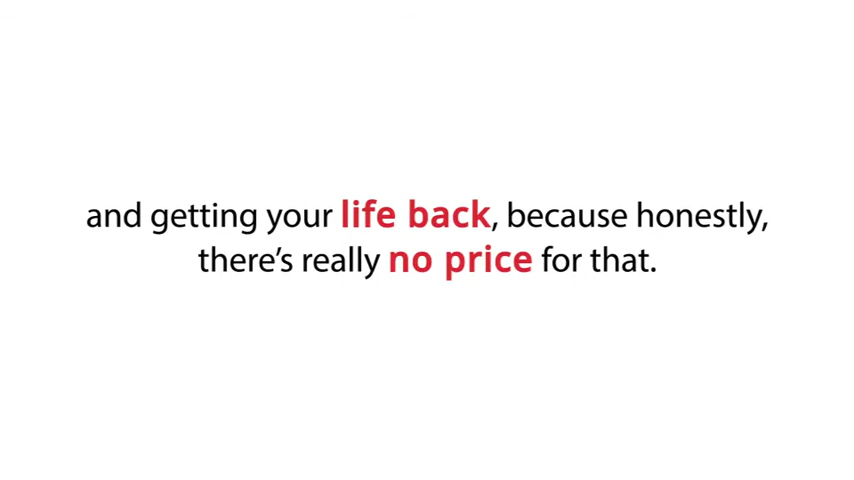 and getting your life back, because honestly,
there’s really no price for that.